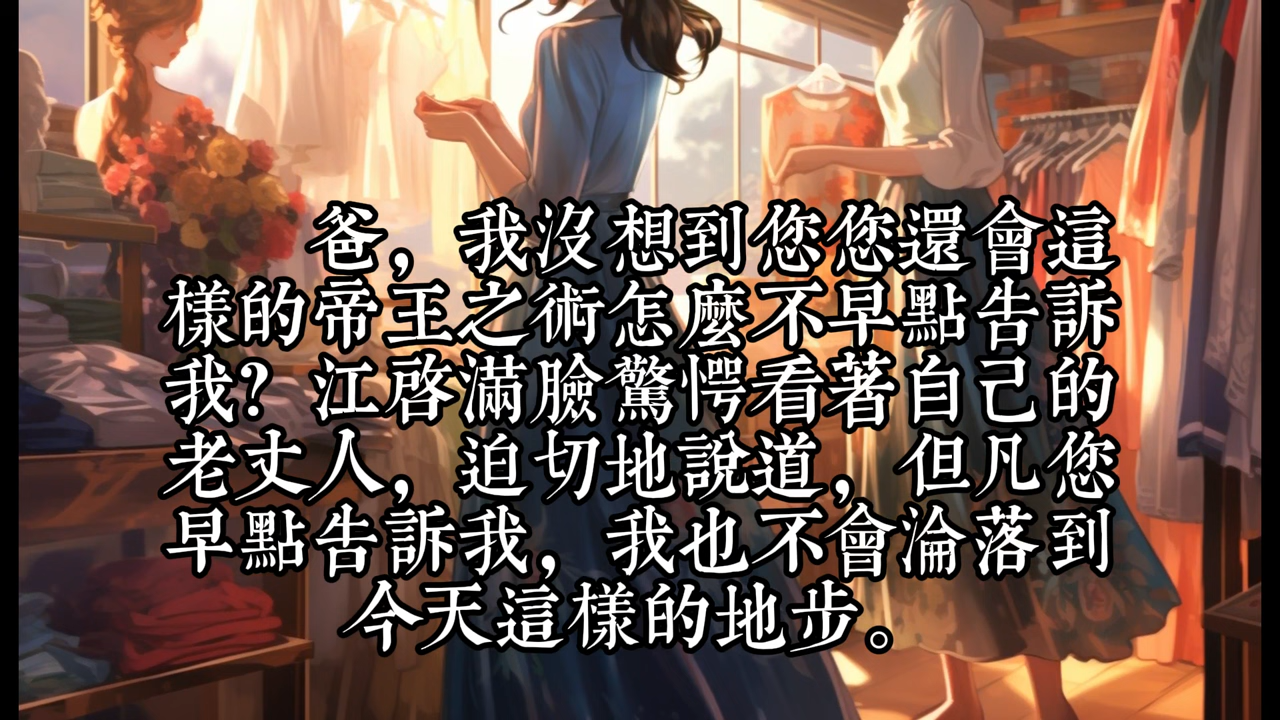 爸，我沒想到您您還會這
樣的帝王之術怎麼不早點告訴
我？江啓滿臉驚愕看著自己的
老丈人，迫切地說道，但凡您
早點告訴我，我也不會淪落到
今天這樣的地步。